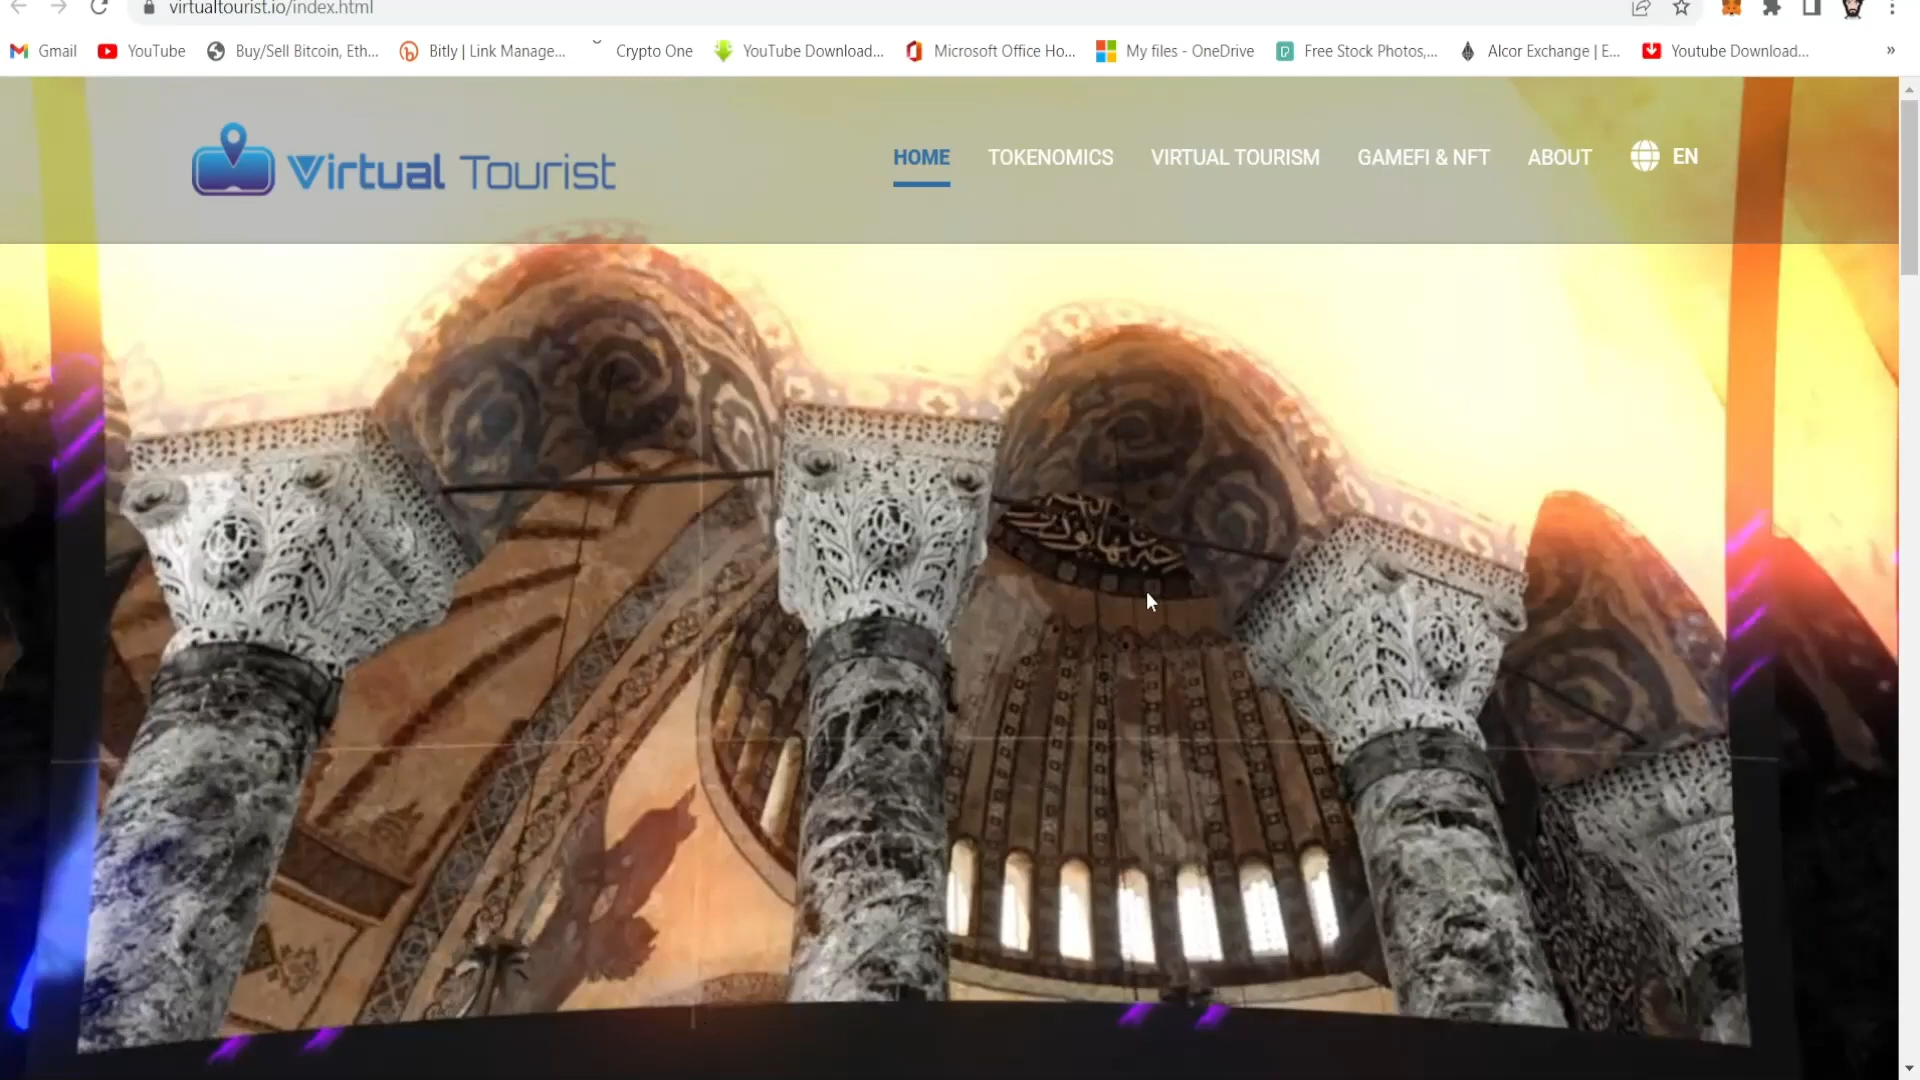 virtualtourist.io/index.html
Gmail YouTube Buy/Sell Bitcoin, Eth... Bitly | Link Manage... Crypto One YouTube Download... Microsoft Office Ho... My files - OneDrive Free Stock Photos,... Alcor Exchange | E... Youtube Download... »
Virtual Tourist
HOME TOKENOMICS VIRTUAL TOURISM GAMEFI & NFT ABOUT EN